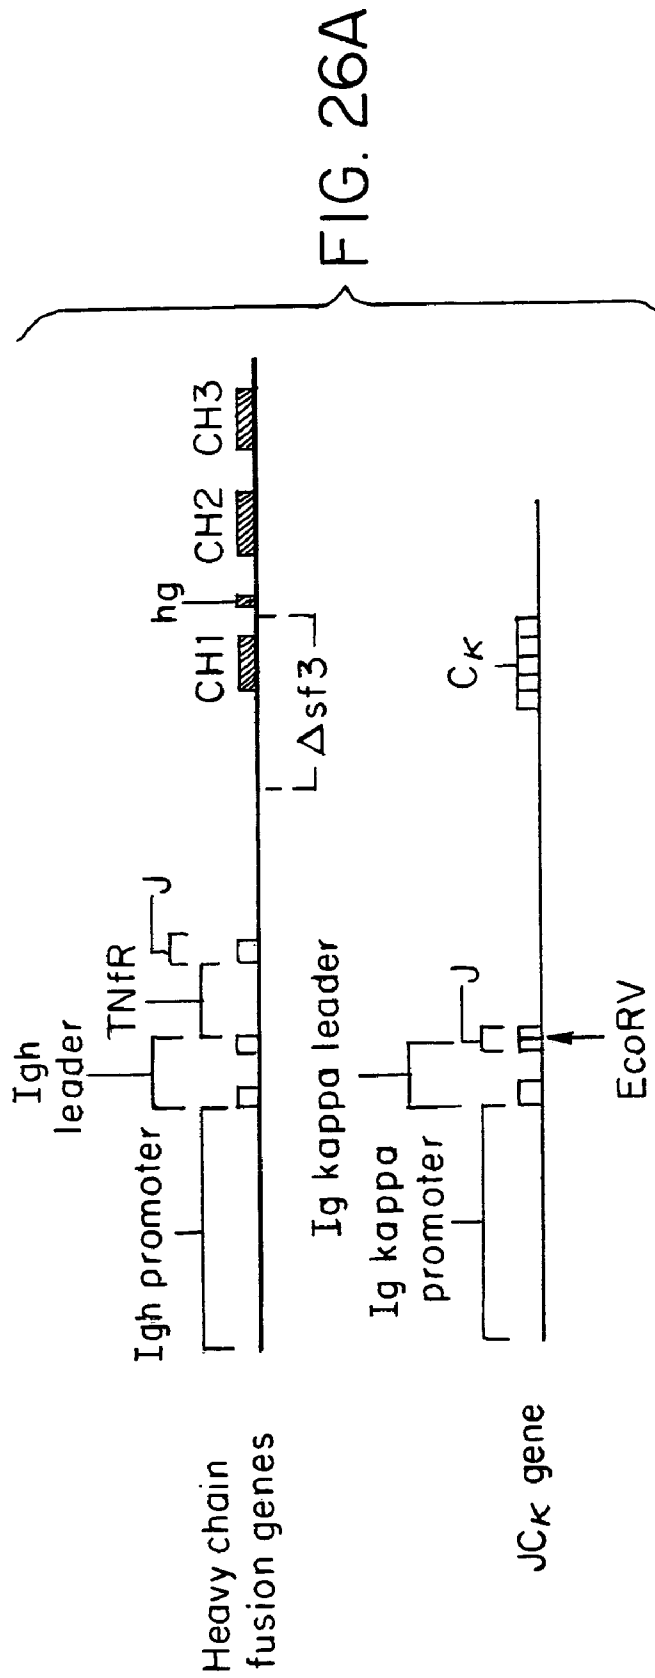 FIG. 26A
Heavy chain
fusion genes
Igh promoter
Igh
leader
TNfR
J
CH1
hg
CH2
CH3
Δsf3
JCκ gene
Ig kappa
promoter
Ig kappa leader
J
EcoRV
Cκ